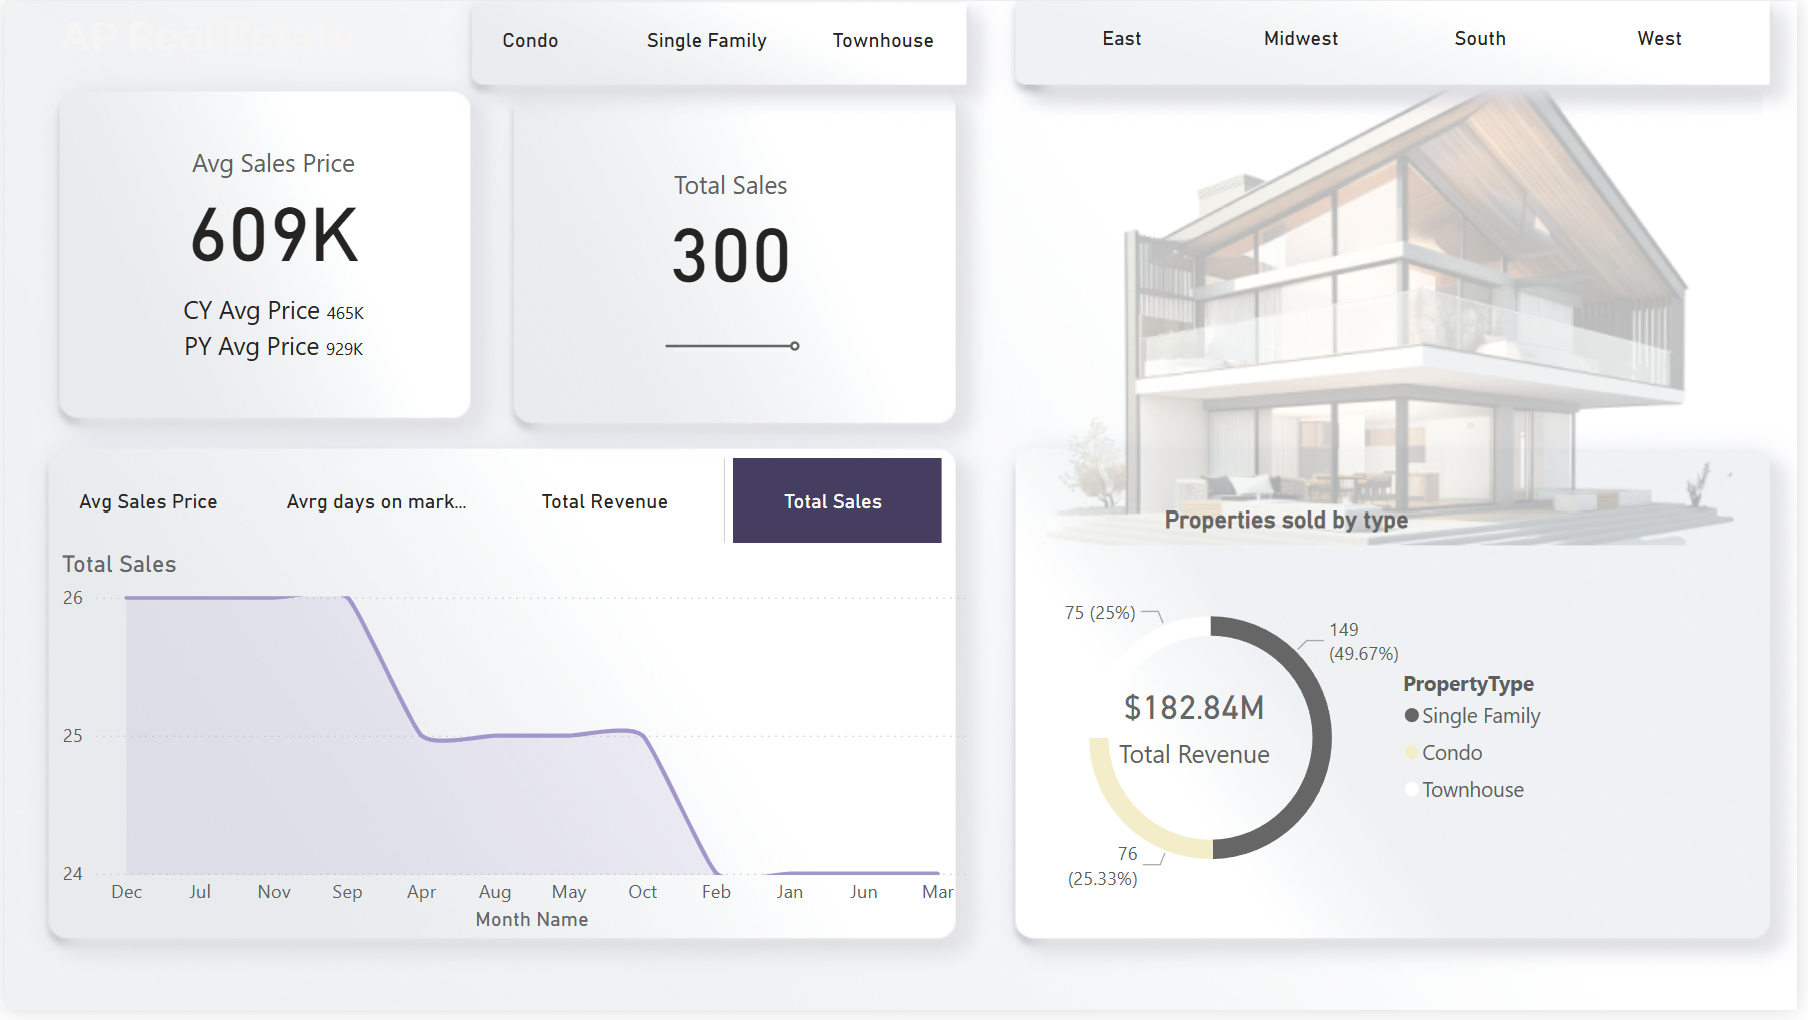 AP Real Estate
Condo
Single Family
Townhouse
East
Midwest
South
West
Avg Sales Price
609K
CY Avg Price 465K
PY Avg Price 929K
Total Sales
300
Avg Sales Price
Avrg days on mark...
Total Revenue
Total Sales
Total Sales
26
25
24
Dec
Jul
Nov
Sep
Apr
Aug
May
Oct
Feb
Jan
Jun
Mar
Month Name
Properties sold by type
75 (25%)
149
(49.67%)
$182.84M
Total Revenue
76
(25.33%)
PropertyType
Single Family
Condo
Townhouse